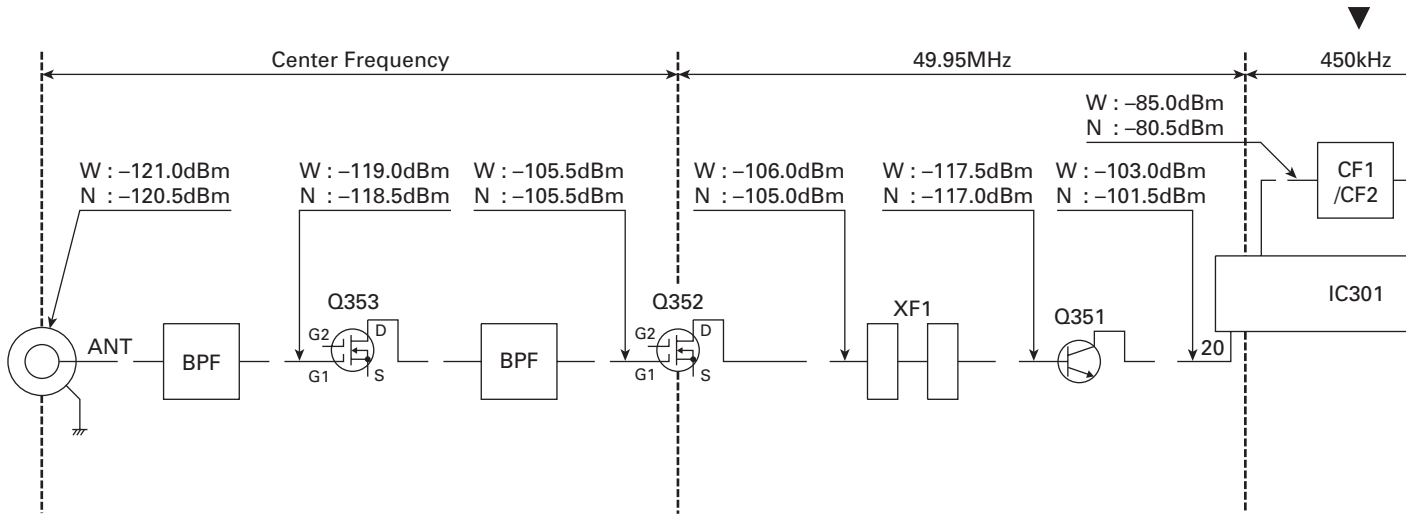 Center Frequency
49.95MHz
450kHz
W : –85.0dBm
N : –80.5dBm
W : –121.0dBm
N : –120.5dBm
W : –119.0dBm
N : –118.5dBm
W : –105.5dBm
N : –105.5dBm
W : –106.0dBm
N : –105.0dBm
W : –117.5dBm
N : –117.0dBm
W : –103.0dBm
N : –101.5dBm
CF1
/CF2
IC301
Q353
Q352
XF1
Q351
ANT
BPF
G2
D
G1
S
BPF
G2
D
G1
S
20